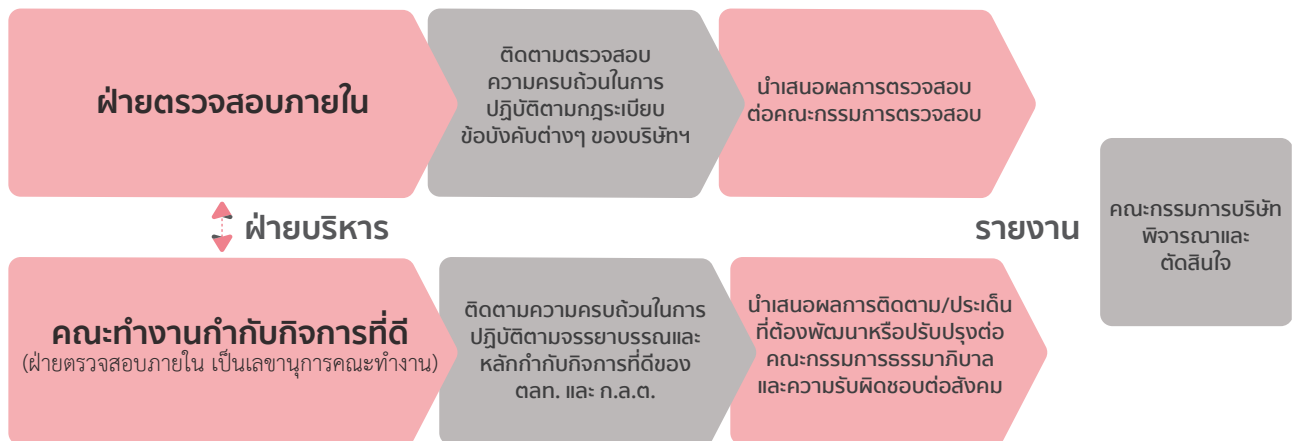 ฝ่ายตรวจสอบภายใน
ติดตามตรวจสอบ
ความครบถ้วนในการ
ปฏิบัติตามกฎระเบียบ
ข้อบังคับต่างๆ ของบริษัทฯ
นำเสนอผลการตรวจสอบ
ต่อคณะกรรมการตรวจสอบ
ฝ่ายบริหาร
รายงาน
คณะกรรมการบริษัท
พิจารณาและ
ตัดสินใจ
คณะทำงานกำกับกิจการที่ดี
(ฝ่ายตรวจสอบภายใน เป็นเลขานุการคณะทำงาน)
ติดตามความครบถ้วนในการ
ปฏิบัติตามจรรยาบรรณและ
หลักกำกับกิจการที่ดีของ
ตลท. และ ก.ล.ต.
นำเสนอผลการติดตาม/ประเด็น
ที่ต้องพัฒนาหรือปรับปรุงต่อ
คณะกรรมการธรรมาภิบาล
และความรับผิดชอบต่อสังคม